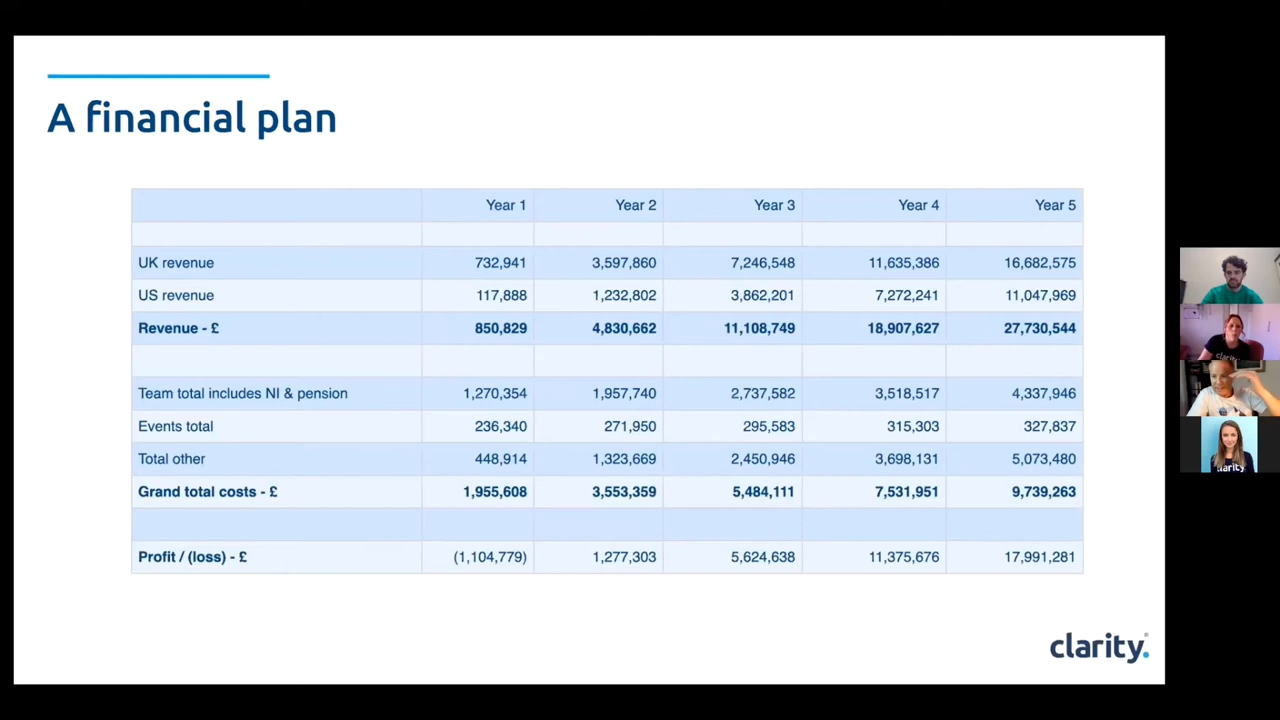 A financial plan
Year 1 Year 2 Year 3 Year 4 Year 5
UK revenue 732,941 3,597,860 7,246,548 11,635,386 16,682,575
US revenue 117,888 1,232,802 3,862,201 7,272,241 11,047,969
Revenue - £ 850,829 4,830,662 11,108,749 18,907,627 27,730,544
Team total includes NI & pension 1,270,354 1,957,740 2,737,582 3,518,517 4,337,946
Events total 236,340 271,950 295,583 315,303 327,837
Total other 448,914 1,323,669 2,450,946 3,698,131 5,073,480
Grand total costs - £ 1,955,608 3,553,359 5,484,111 7,531,951 9,739,263
Profit / (loss) - £ (1,104,779) 1,277,303 5,624,638 11,375,676 17,991,281
clarity.
clarity